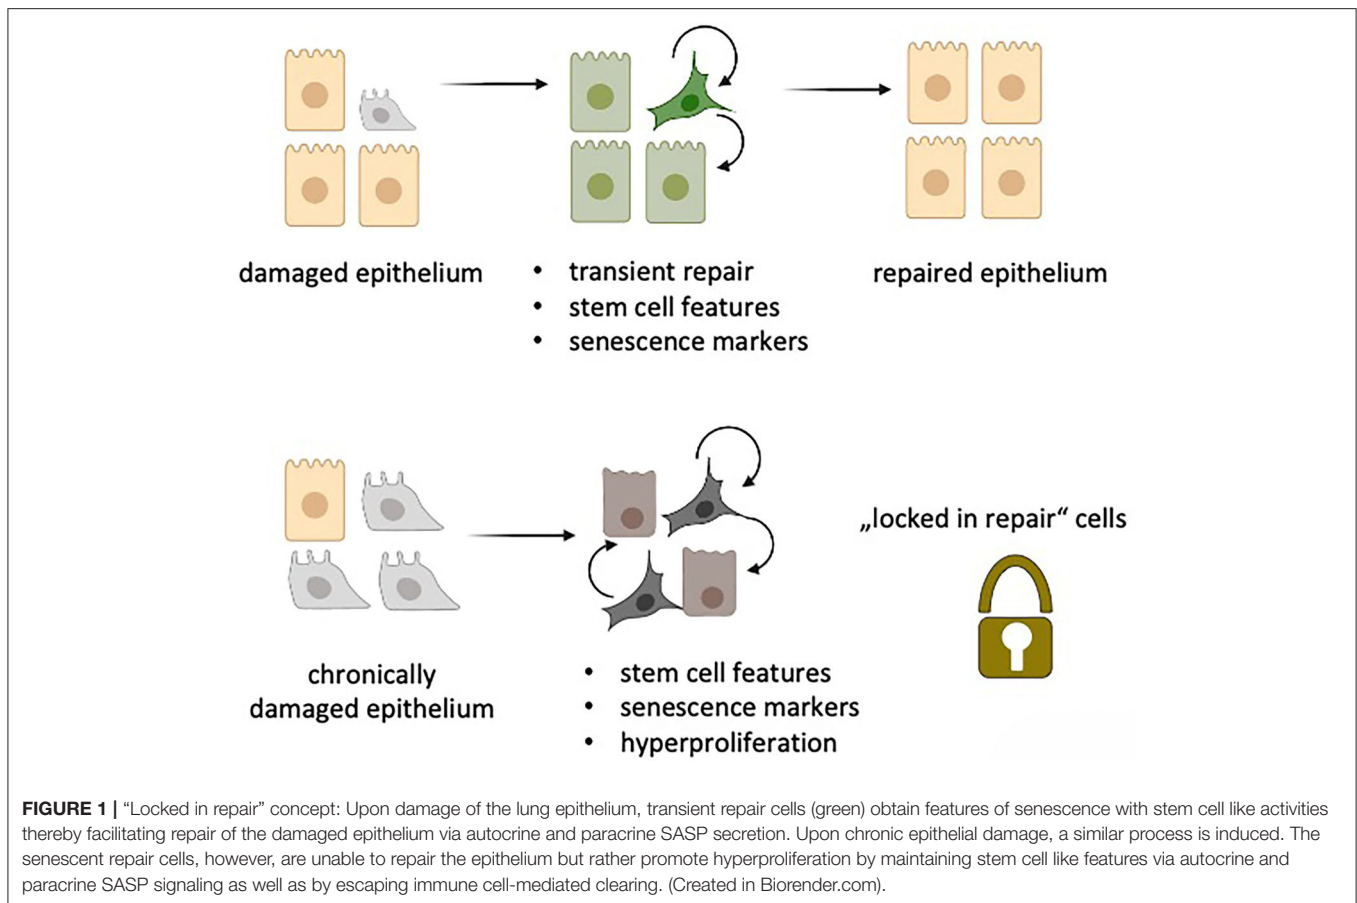 damaged epithelium
• transient repair
• stem cell features
• senescence markers
repaired epithelium
chronically
damaged epithelium
• stem cell features
• senescence markers
• hyperproliferation
„locked in repair“ cells
FIGURE 1 | “Locked in repair” concept: Upon damage of the lung epithelium, transient repair cells (green) obtain features of senescence with stem cell like activities
thereby facilitating repair of the damaged epithelium via autocrine and paracrine SASP secretion. Upon chronic epithelial damage, a similar process is induced. The
senescent repair cells, however, are unable to repair the epithelium but rather promote hyperproliferation by maintaining stem cell like features via autocrine and
paracrine SASP signaling as well as by escaping immune cell-mediated clearing. (Created in Biorender.com).